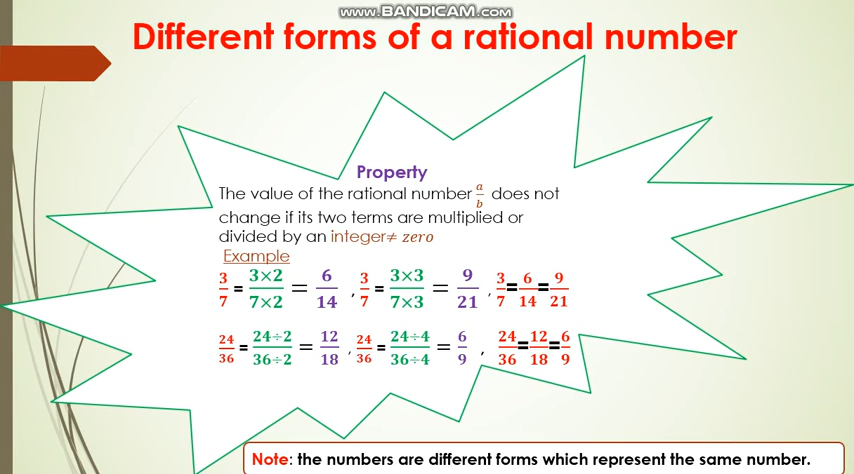 www.BANDICAM.com
Different forms of a rational number
Property
The value of the rational number a/b does not
change if its two terms are multiplied or
divided by an integer≠ zero
Example
3/7 = 3×2/7×2 = 6/14 , 3/7 = 3×3/7×3 = 9/21 , 3/7=6/14=9/21
24/36 = 24÷2/36÷2 = 12/18 , 24/36 = 24÷4/36÷4 = 6/9 , 24/36=12/18=6/9
Note: the numbers are different forms which represent the same number.